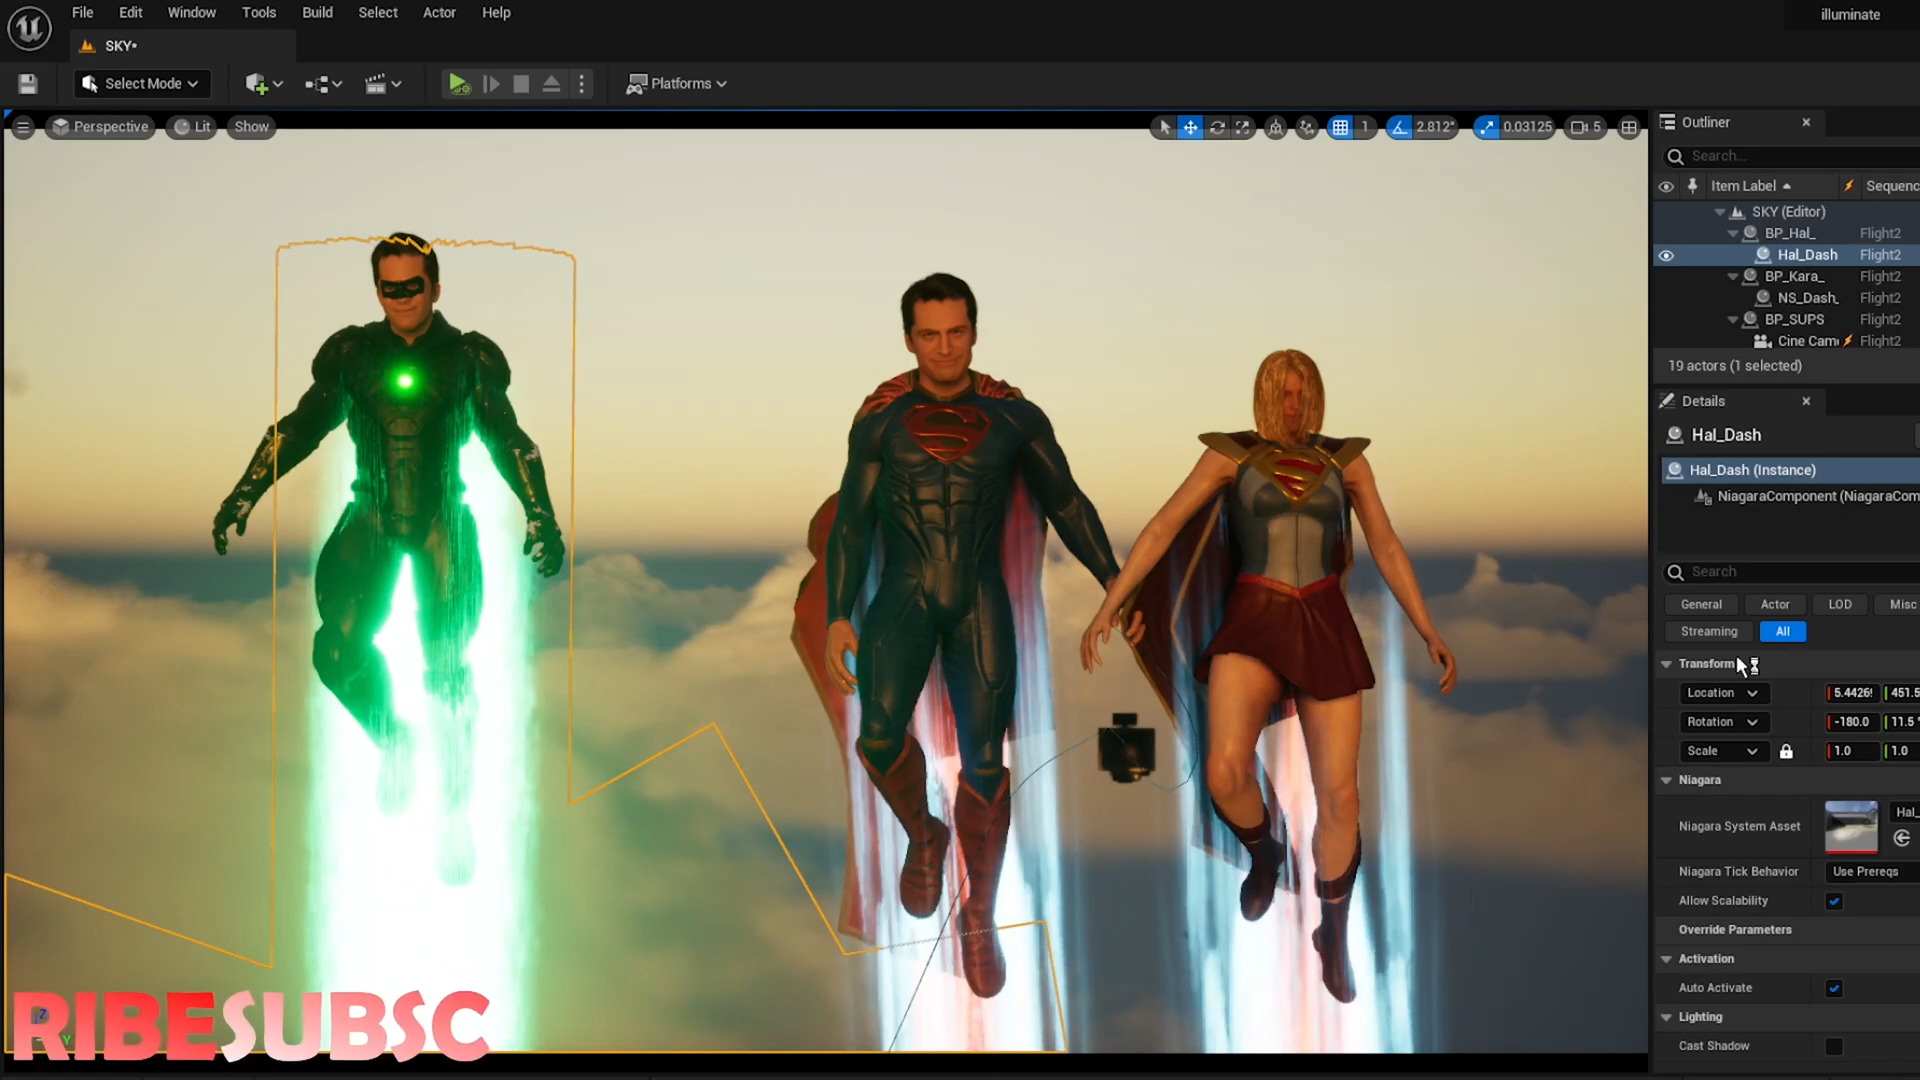 File Edit Window Tools Build Select Actor Help
illuminate
SKY•
Select Mode
Platforms
Perspective Lit Show
1 2.812° 0.03125 5
Outliner
Search...
Item Label Sequenc
SKY (Editor)
BP_Hal_ Flight2
Hal_Dash Flight2
BP_Kara_ Flight2
NS_Dash_ Flight2
BP_SUPS Flight2
Cine Cam Flight2
19 actors (1 selected)
Details
Hal_Dash
Hal_Dash (Instance)
NiagaraComponent (NiagaraCom
Search
General Actor LOD Misc
Streaming All
Transform
Location 5.4426 451.5
Rotation -180.0 11.5 °
Scale 1.0 1.0
Niagara
Niagara System Asset Hal_
Niagara Tick Behavior Use Prereqs
Allow Scalability
Override Parameters
Activation
Auto Activate
Lighting
Cast Shadow
RIBESUBSC
Z
Y